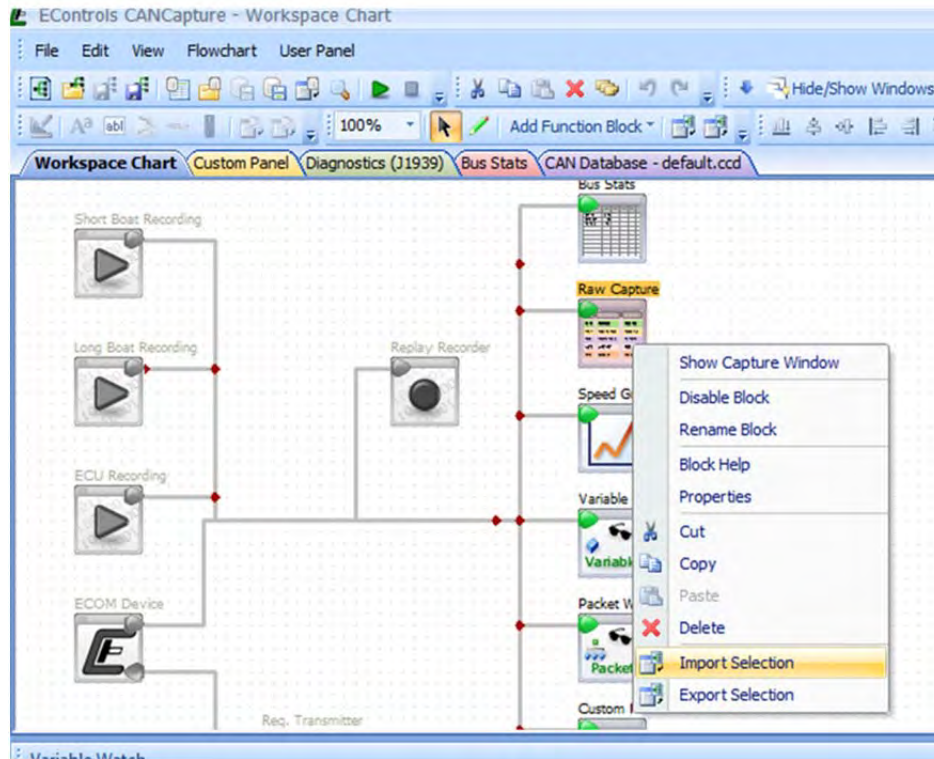 EControls CANCapture - Workspace Chart
File Edit View Flowchart User Panel
Hide/Show Windows
100% Add Function Block
Workspace Chart Custom Panel Diagnostics (J1939) Bus Stats CAN Database - default.ccd
Bus Stats
Short Boat Recording
Raw Capture
Long Boat Recording
Replay Recorder
Show Capture Window
Disable Block
Speed G
Rename Block
Block Help
ECU Recording
Variable
Properties
Cut
Variabl
Copy
ECOM Device
Packet W
Paste
Delete
Packet
Import Selection
Export Selection
Custom
Req. Transmitter
Variable Watch